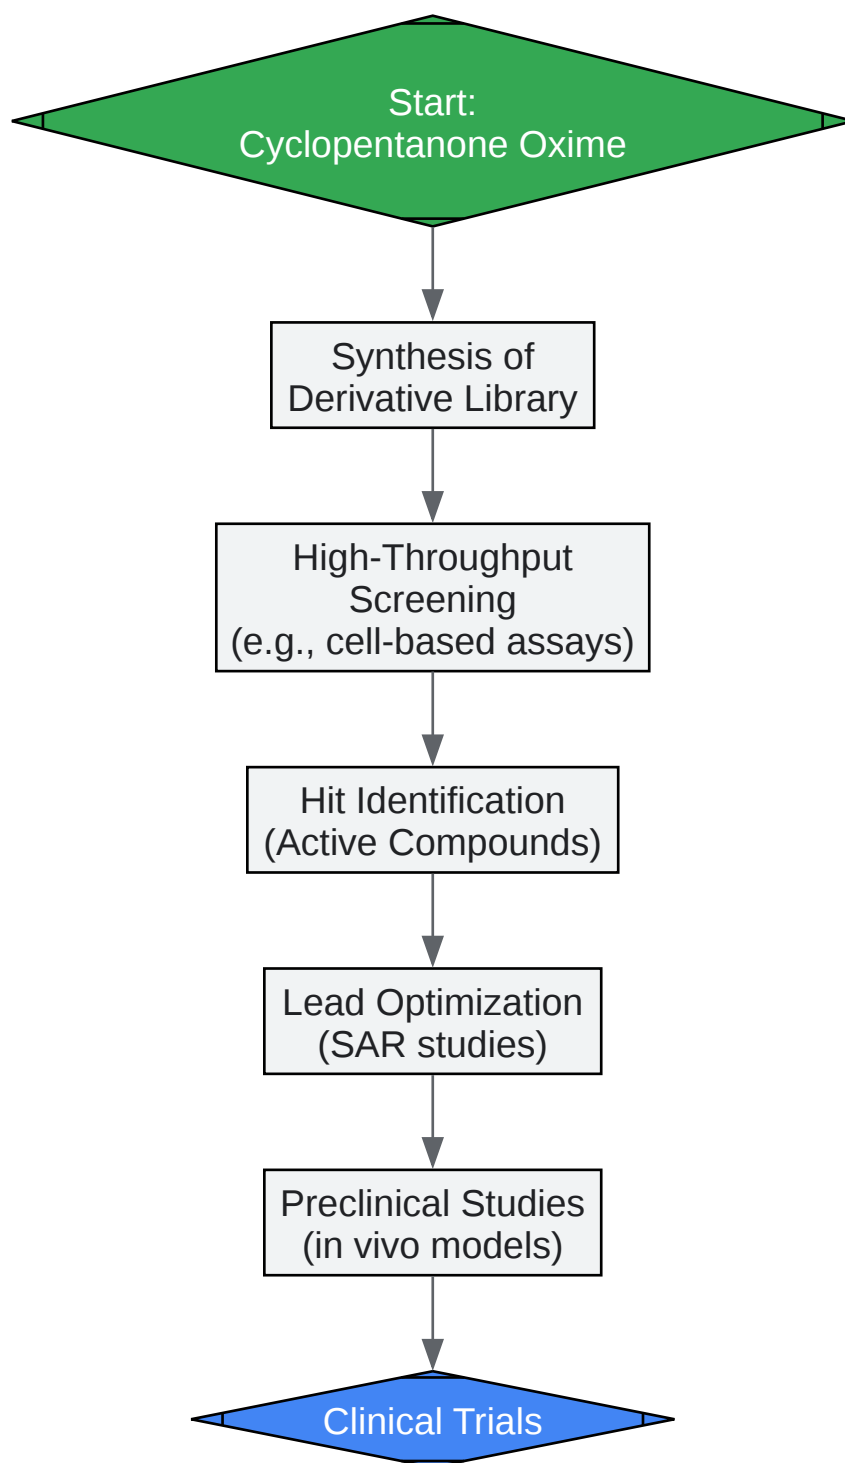 Start:
Cyclopentanone Oxime
Synthesis of
Derivative Library
High-Throughput
Screening
(e.g., cell-based assays)
Hit Identification
(Active Compounds)
Lead Optimization
(SAR studies)
Preclinical Studies
(in vivo models)
Clinical Trials